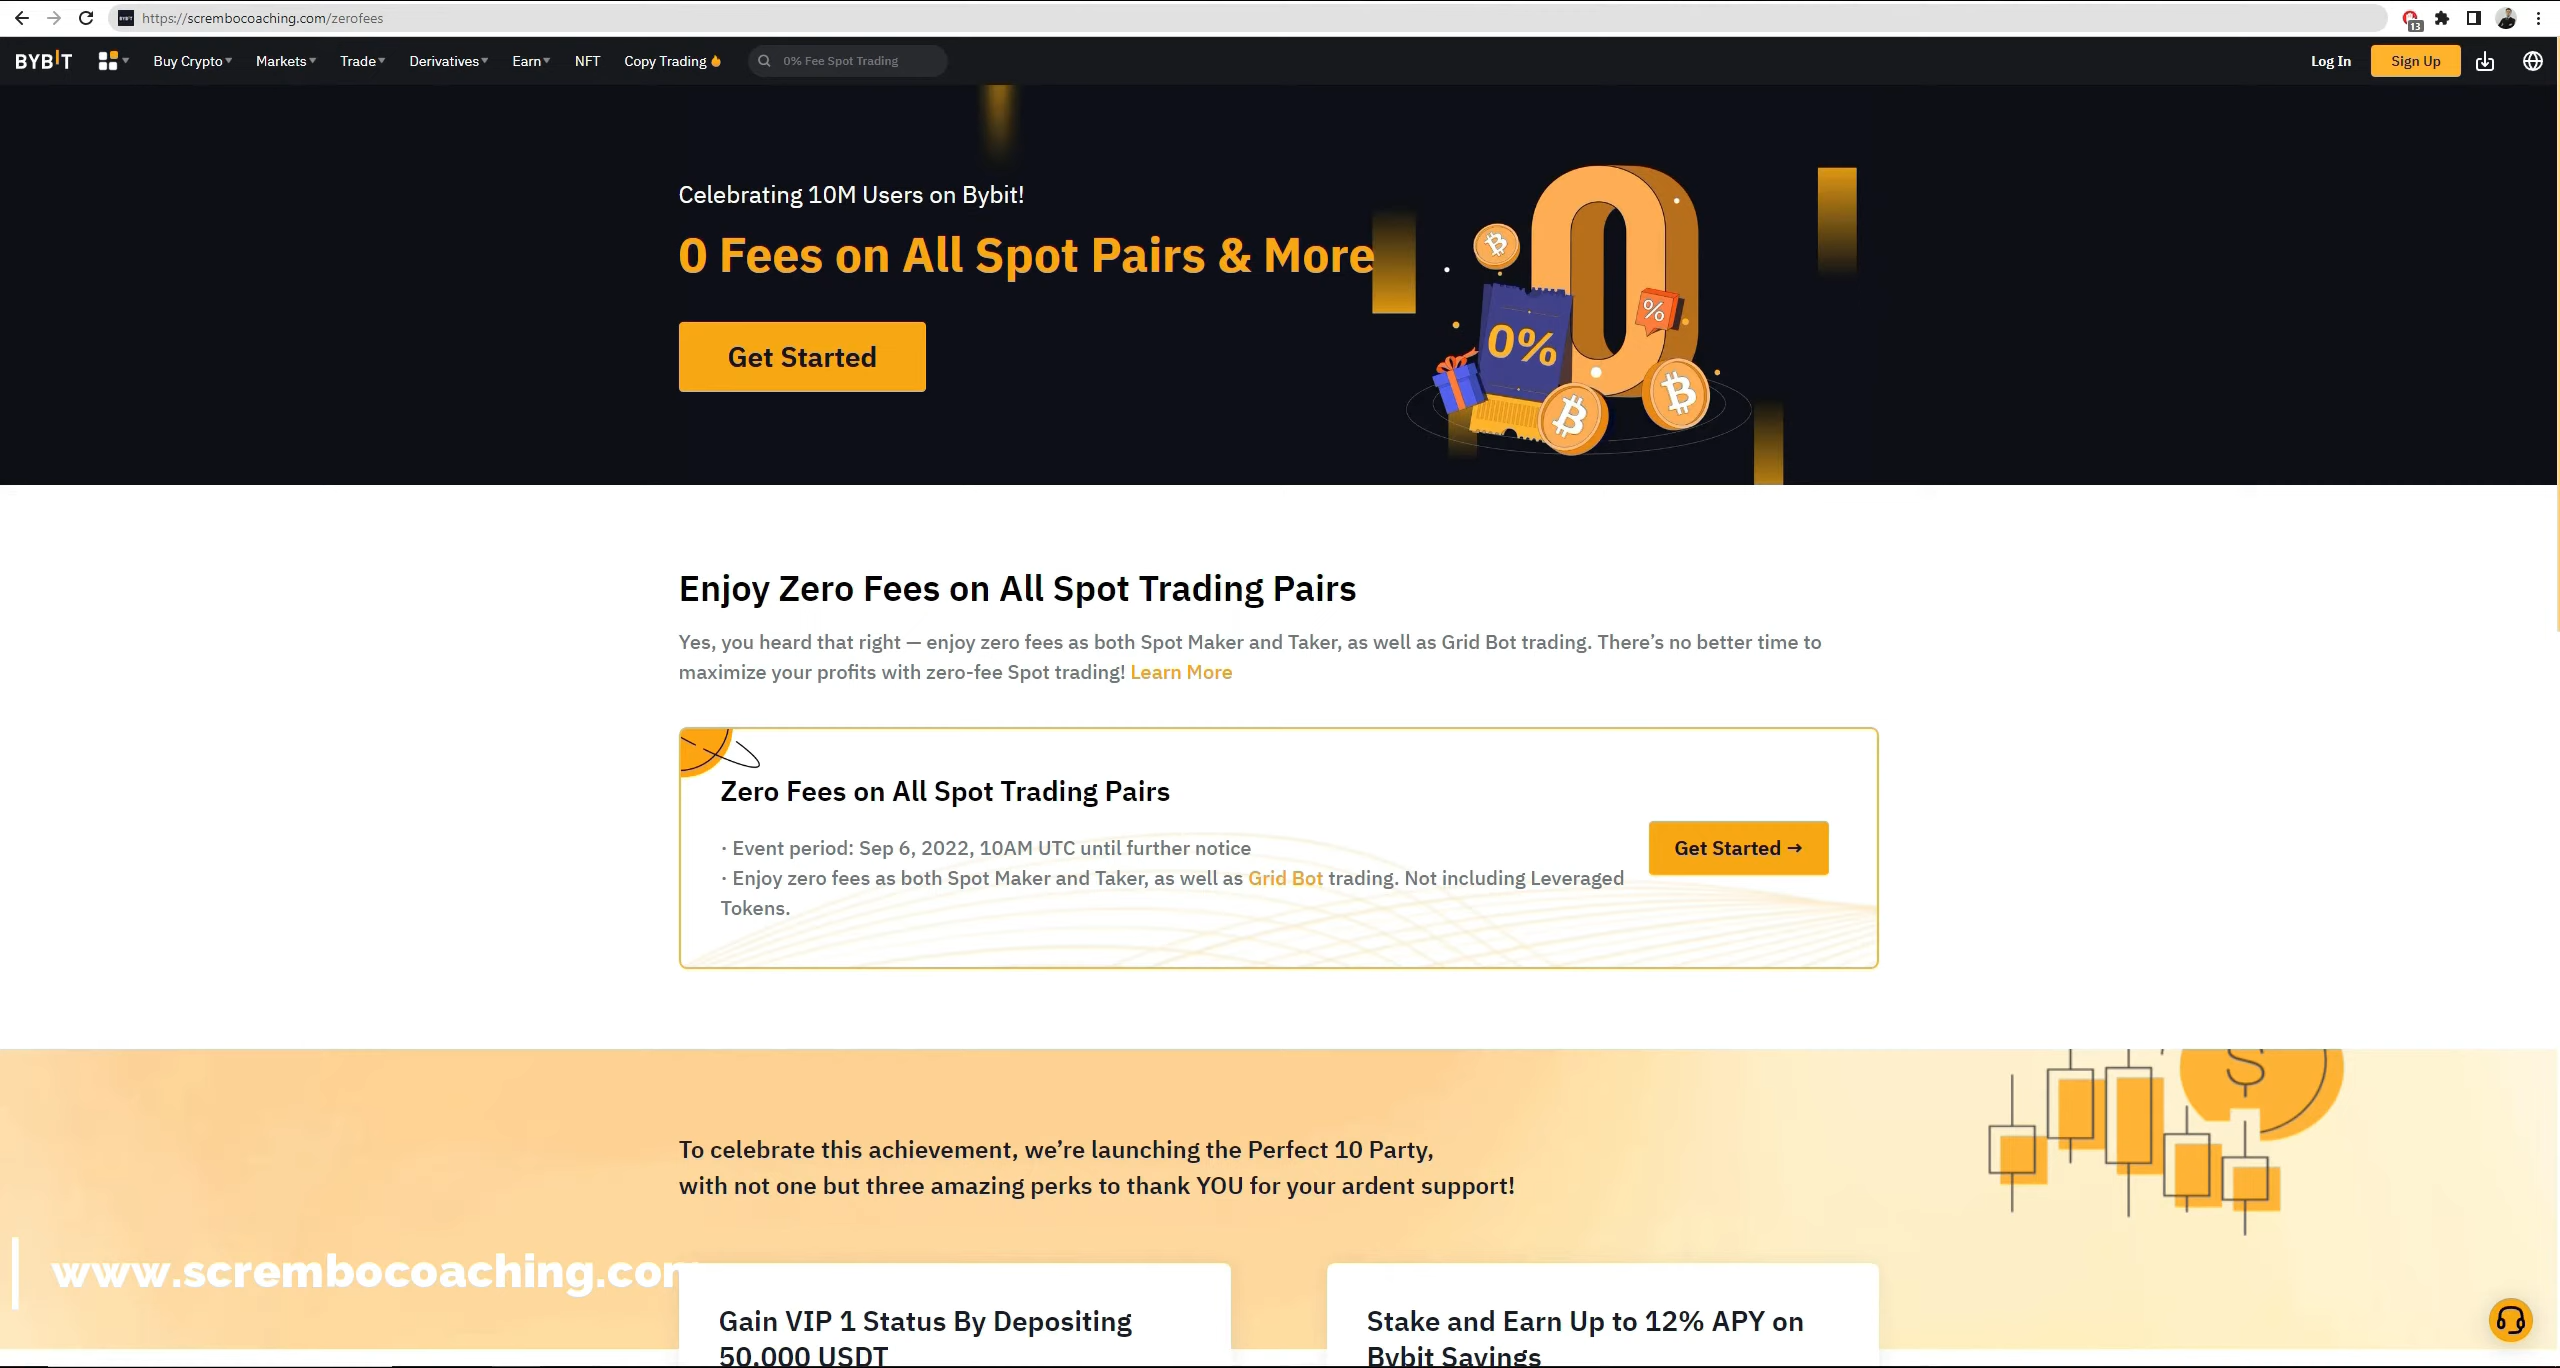 https://scrembocoaching.com/zerofees
13
BYBIT
Buy Crypto
Markets
Trade
Derivatives
Earn
NFT
Copy Trading
0% Fee Spot Trading
Log In
Sign Up
Celebrating 10M Users on Bybit!
0 Fees on All Spot Pairs & More
Get Started
0%
%
Enjoy Zero Fees on All Spot Trading Pairs
Yes, you heard that right — enjoy zero fees as both Spot Maker and Taker, as well as Grid Bot trading. There’s no better time to
maximize your profits with zero-fee Spot trading! Learn More
Zero Fees on All Spot Trading Pairs
· Event period: Sep 6, 2022, 10AM UTC until further notice
· Enjoy zero fees as both Spot Maker and Taker, as well as Grid Bot trading. Not including Leveraged
Tokens.
Get Started →
To celebrate this achievement, we’re launching the Perfect 10 Party,
with not one but three amazing perks to thank YOU for your ardent support!
www.scrembocoaching.com
Gain VIP 1 Status By Depositing
50,000 USDT
Stake and Earn Up to 12% APY on
Bybit Savings